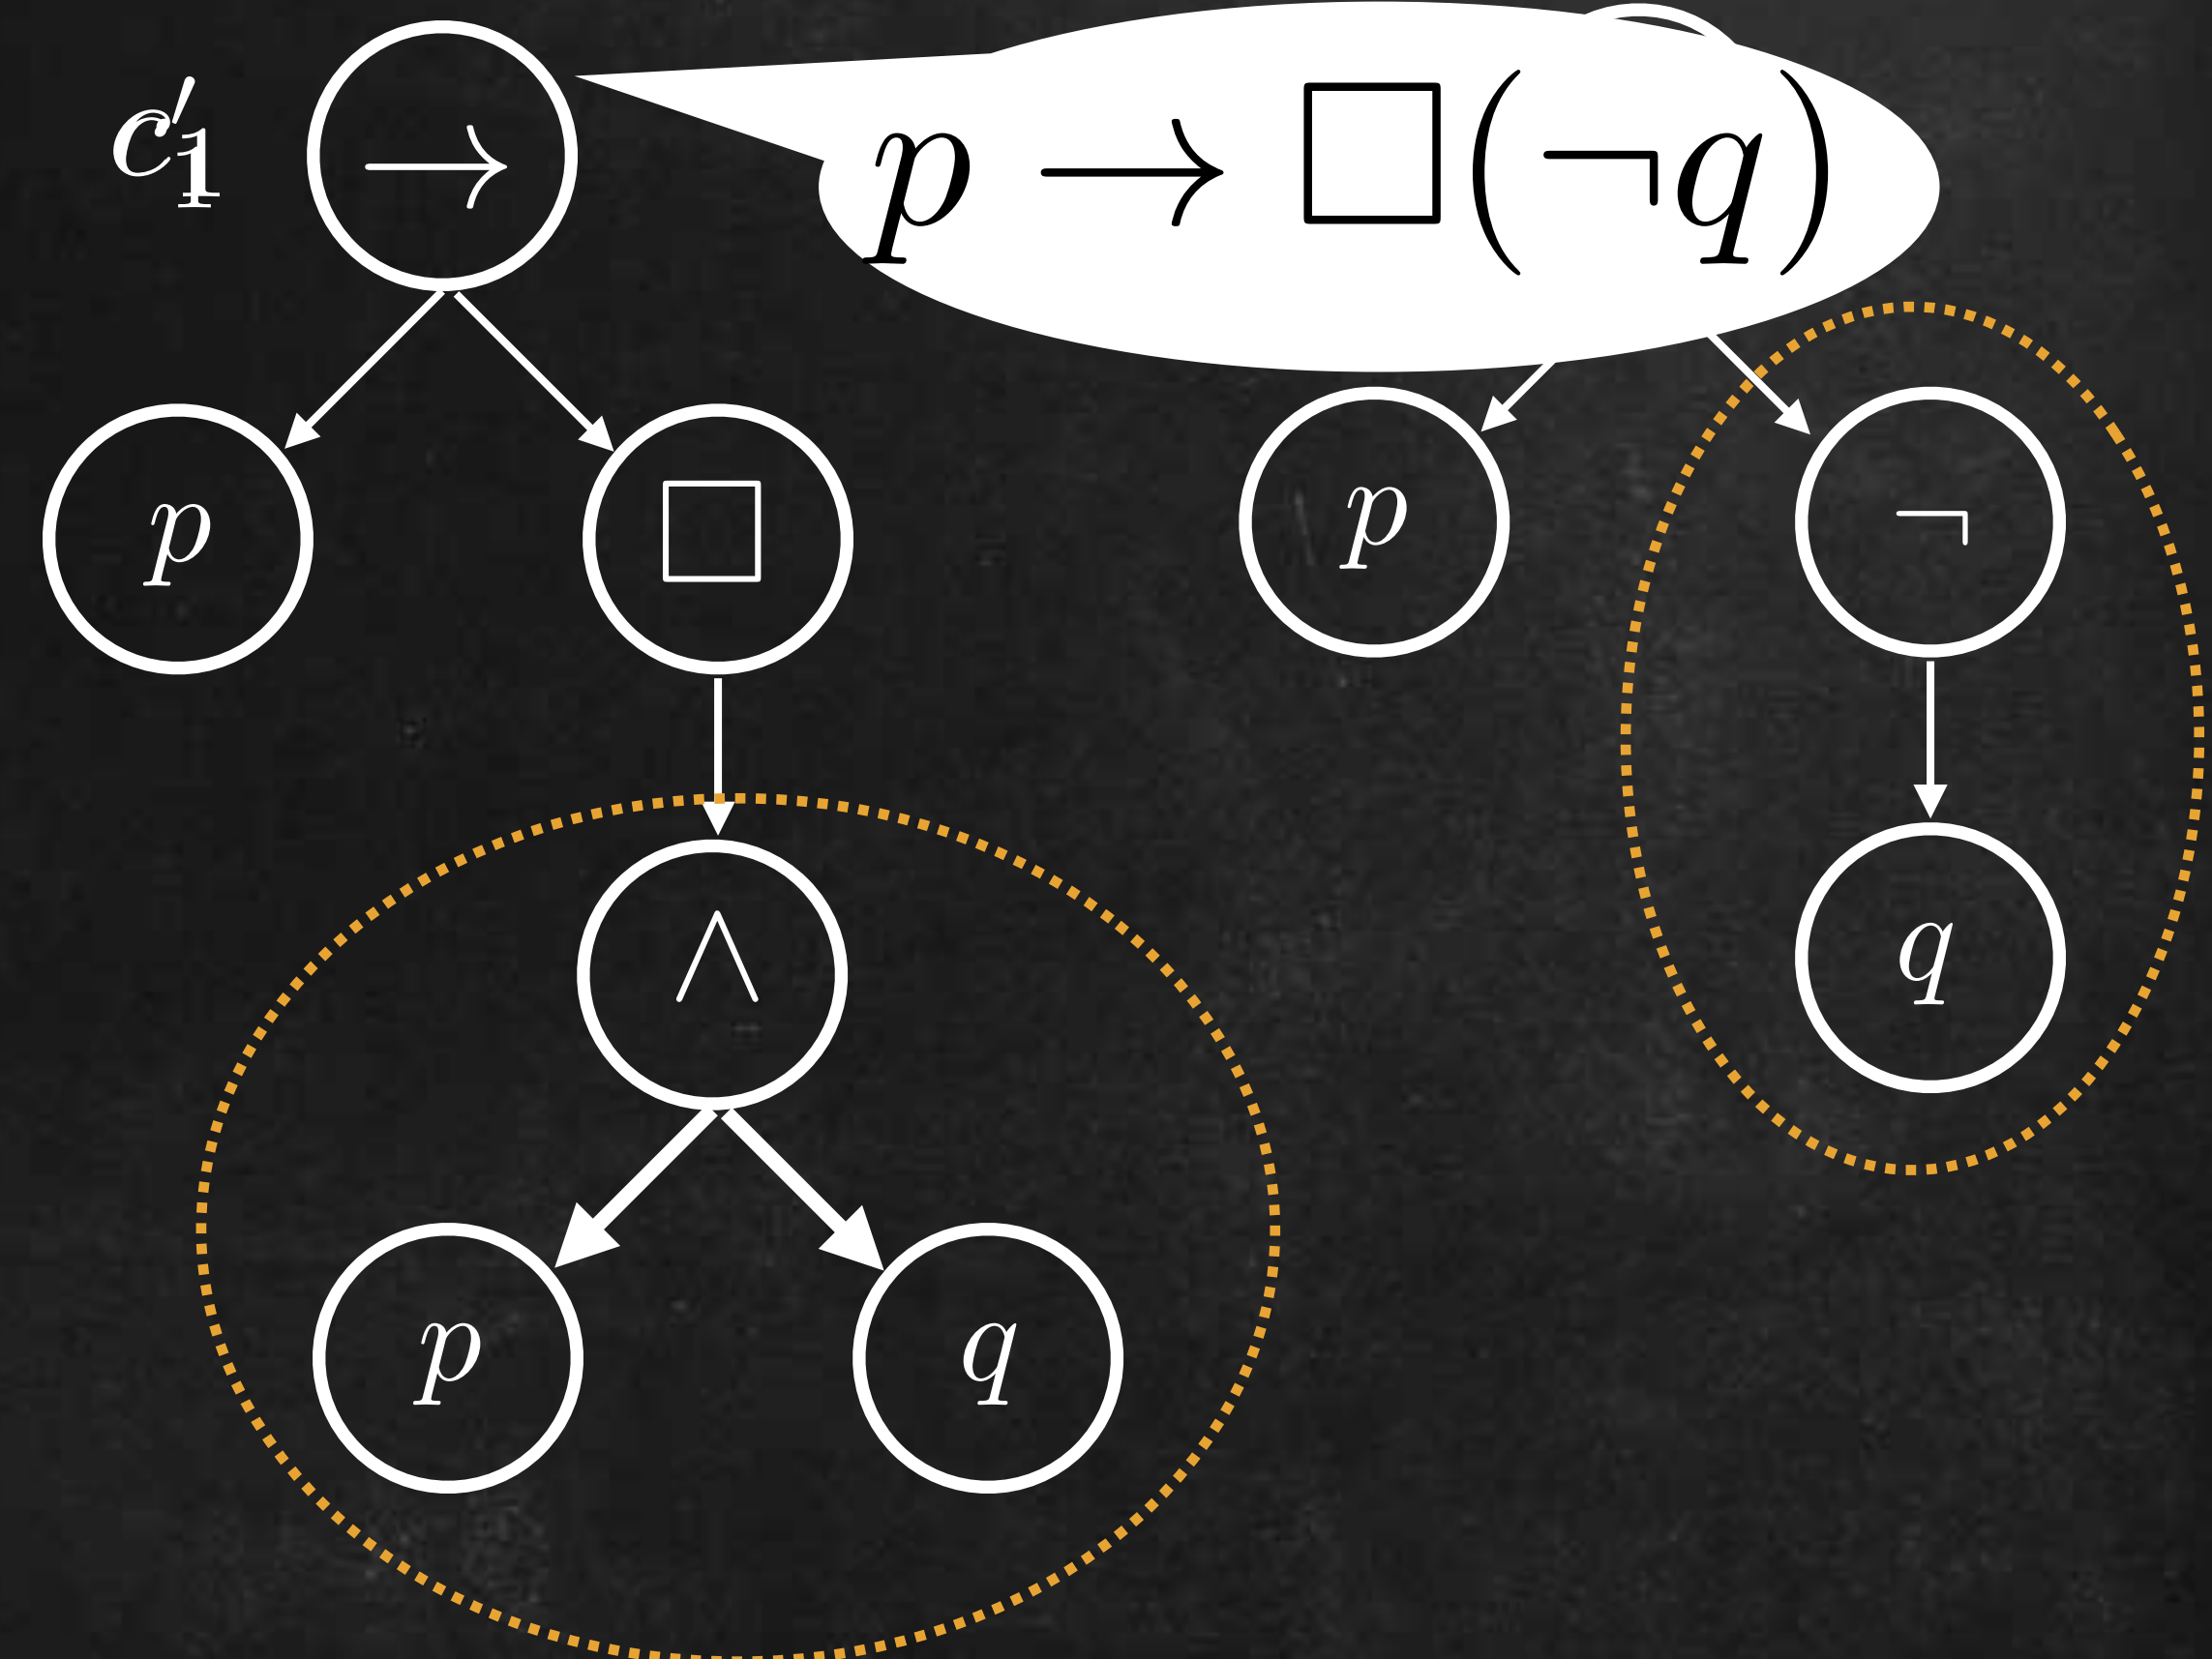 c′₁ → p → □(¬q)
p □ p ¬
∧ q
p q